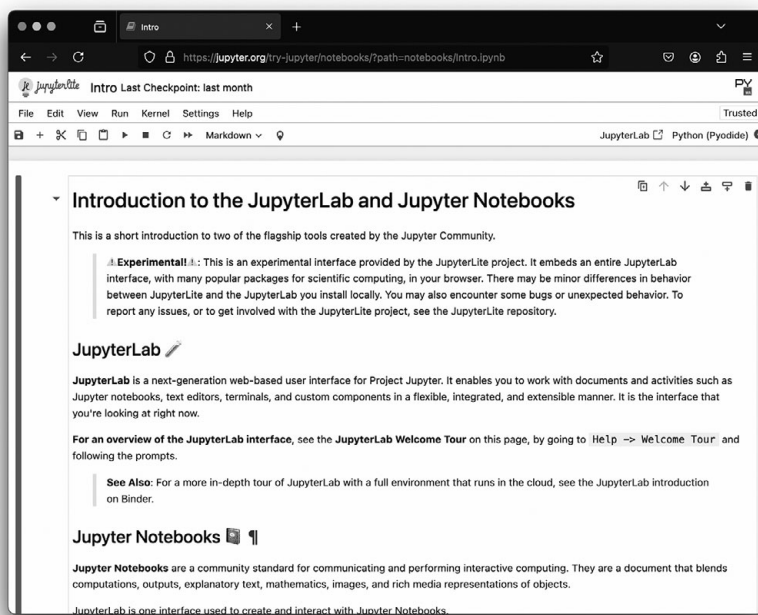 Intro
https://jupyter.org/try-jupyter/notebooks/?path=notebooks/Intro.ipynb
jupyterlite Intro Last Checkpoint: last month
File Edit View Run Kernel Settings Help
Trusted
Markdown
JupyterLab Python (Pyodide)
Introduction to the JupyterLab and Jupyter Notebooks
This is a short introduction to two of the flagship tools created by the Jupyter Community.
⚠Experimental!⚠: This is an experimental interface provided by the JupyterLite project. It embeds an entire JupyterLab
interface, with many popular packages for scientific computing, in your browser. There may be minor differences in behavior
between JupyterLite and the JupyterLab you install locally. You may also encounter some bugs or unexpected behavior. To
report any issues, or to get involved with the JupyterLite project, see the JupyterLite repository.
JupyterLab
JupyterLab is a next-generation web-based user interface for Project Jupyter. It enables you to work with documents and activities such as
Jupyter notebooks, text editors, terminals, and custom components in a flexible, integrated, and extensible manner. It is the interface that
you're looking at right now.
For an overview of the JupyterLab interface, see the JupyterLab Welcome Tour on this page, by going to Help -> Welcome Tour and
following the prompts.
See Also: For a more in-depth tour of JupyterLab with a full environment that runs in the cloud, see the JupyterLab introduction
on Binder.
Jupyter Notebooks ¶
Jupyter Notebooks are a community standard for communicating and performing interactive computing. They are a document that blends
computations, outputs, explanatory text, mathematics, images, and rich media representations of objects.
JupyterLab is one interface used to create and interact with Jupyter Notebooks.